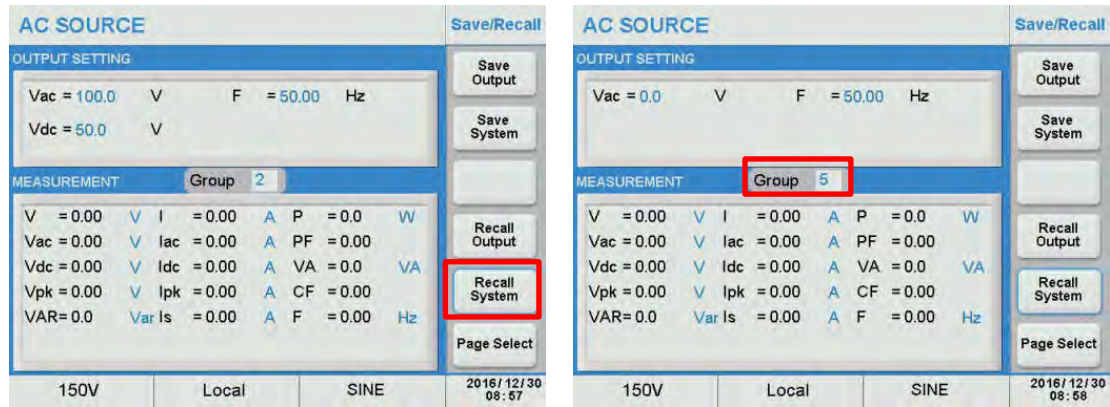 AC SOURCE
Save/Recall
OUTPUT SETTING
Vac = 100.0 V F = 50.00 Hz
Vdc = 50.0 V
Save Output
Save System
MEASUREMENT Group 2
V = 0.00 V I = 0.00 A P = 0.0 W
Vac = 0.00 V Iac = 0.00 A PF = 0.00
Vdc = 0.00 V Idc = 0.00 A VA = 0.0 VA
Vpk = 0.00 V Ipk = 0.00 A CF = 0.00
VAR= 0.0 Var Is = 0.00 A F = 0.00 Hz
Recall Output
Recall System
Page Select
150V Local SINE
2016/12/30
08:57
AC SOURCE
Save/Recall
OUTPUT SETTING
Vac = 0.0 V F = 50.00 Hz
Save Output
Save System
MEASUREMENT Group 5
V = 0.00 V I = 0.00 A P = 0.0 W
Vac = 0.00 V Iac = 0.00 A PF = 0.00
Vdc = 0.00 V Idc = 0.00 A VA = 0.0 VA
Vpk = 0.00 V Ipk = 0.00 A CF = 0.00
VAR= 0.0 Var Is = 0.00 A F = 0.00 Hz
Recall Output
Recall System
Page Select
150V Local SINE
2016/12/30
08:58